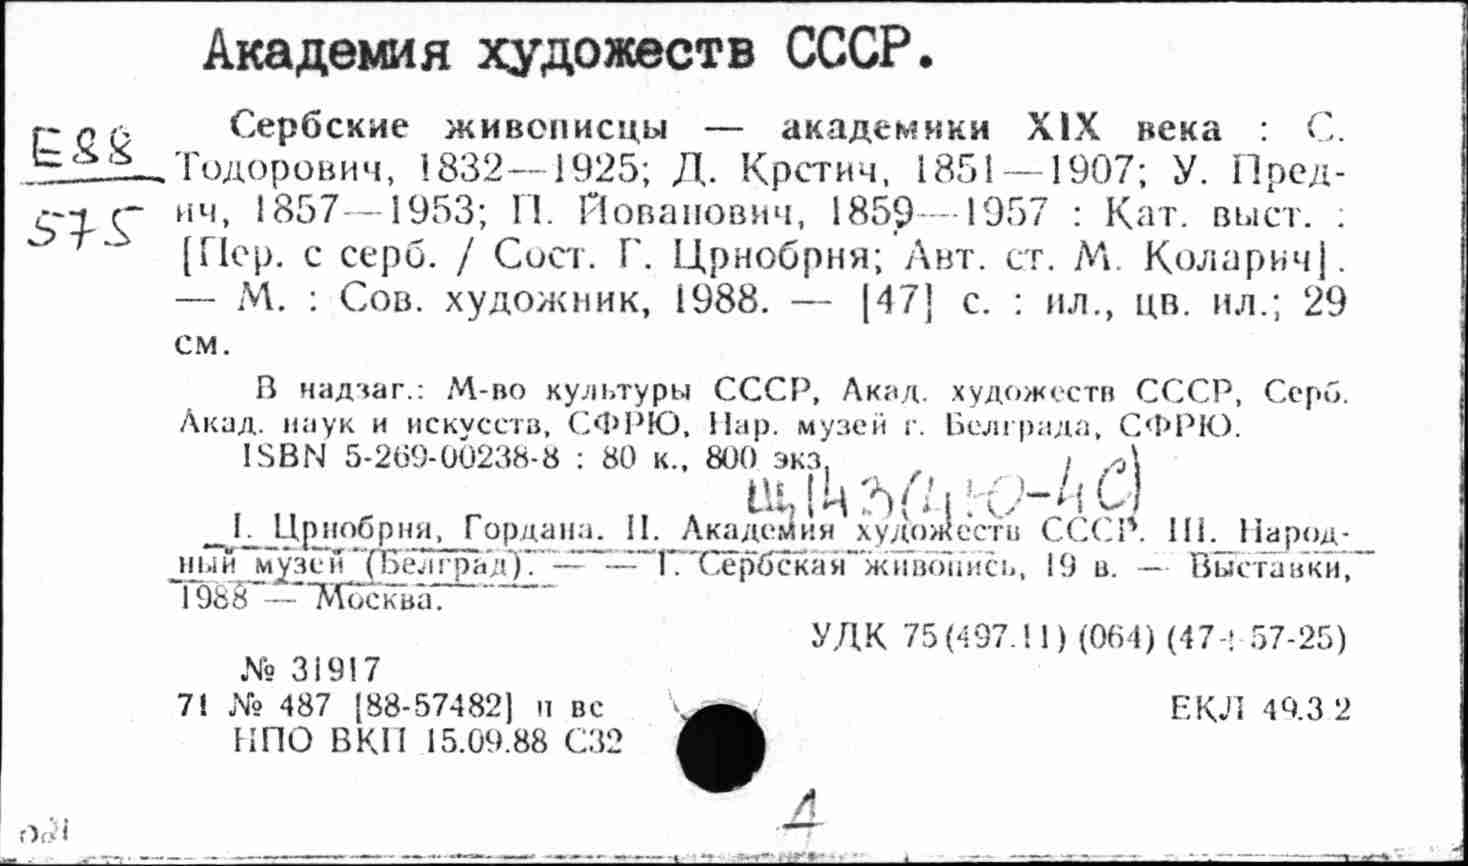 Академия художеств СССР.
Е88
575
Сербские живописцы — академики XIX века : С.
Тодорович, 1832—1925; Д. Крстич, 1851—1907; У. Пред-
ич, 1857—1953; П. Йованович, 1859—1957 : Кат. выст. :
[Пер. с серб. / Сост. Г. Црнобрня; Авт. ст. М. Коларич].
— М. : Сов. художник, 1988. — [47] с. : ил., цв. ил.; 29
см.
В надзаг.: М-во культуры СССР, Акад. художеств СССР, Серб.
Акад. наук и искусств, СФРЮ, Нар. музей г. Белграда, СФРЮ.
ISBN 5-269-00238-8 : 80 к., 800 экз.
Щ143(4Ю-4С)
I. Црнобрня, Гордана. II. Академия художеств СССР. III. Народ-
ный музей (Белград). — — 1. Сербская живопись, 19 в. — Выставки,
1988 — Москва.
УДК 75(497.11)(064)(47+57-25)
№ 31917
71 № 487 [88-57482] п вс
ЕКЛ 49.3.2
НПО ВКП 15.09.88 С32
Д